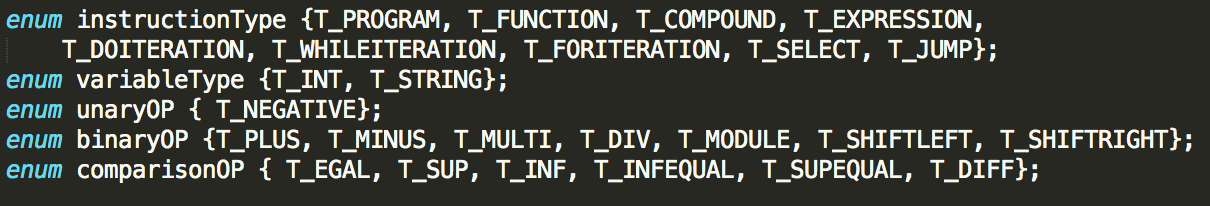 enum instructionType {T_PROGRAM, T_FUNCTION, T_COMPOUND, T_EXPRESSION,
    T_DOITERATION, T_WHILEITERATION, T_FORITERATION, T_SELECT, T_JUMP};
enum variableType {T_INT, T_STRING};
enum unaryOP { T_NEGATIVE};
enum binaryOP {T_PLUS, T_MINUS, T_MULTI, T_DIV, T_MODULE, T_SHIFTLEFT, T_SHIFTRIGHT};
enum comparisonOP { T_EGAL, T_SUP, T_INF, T_INFEQUAL, T_SUPEQUAL, T_DIFF};